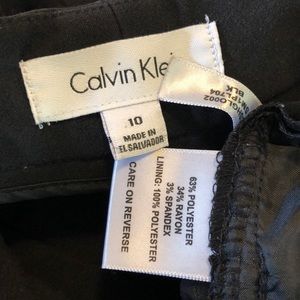 Calvin Kle
10
MADE IN
EL SALVADOR
BLK
63% POLYESTER
34% RAYON
3% SPANDEX
LINING: 100% POLYESTER
CARE ON REVERSE